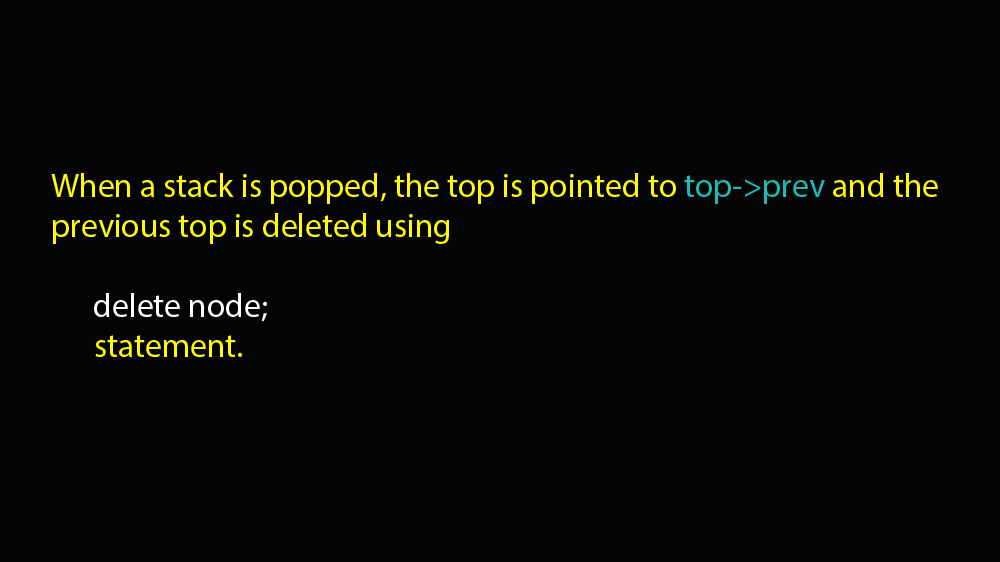 When a stack is popped, the top is pointed to top->prev and the
previous top is deleted using
delete node;
statement.